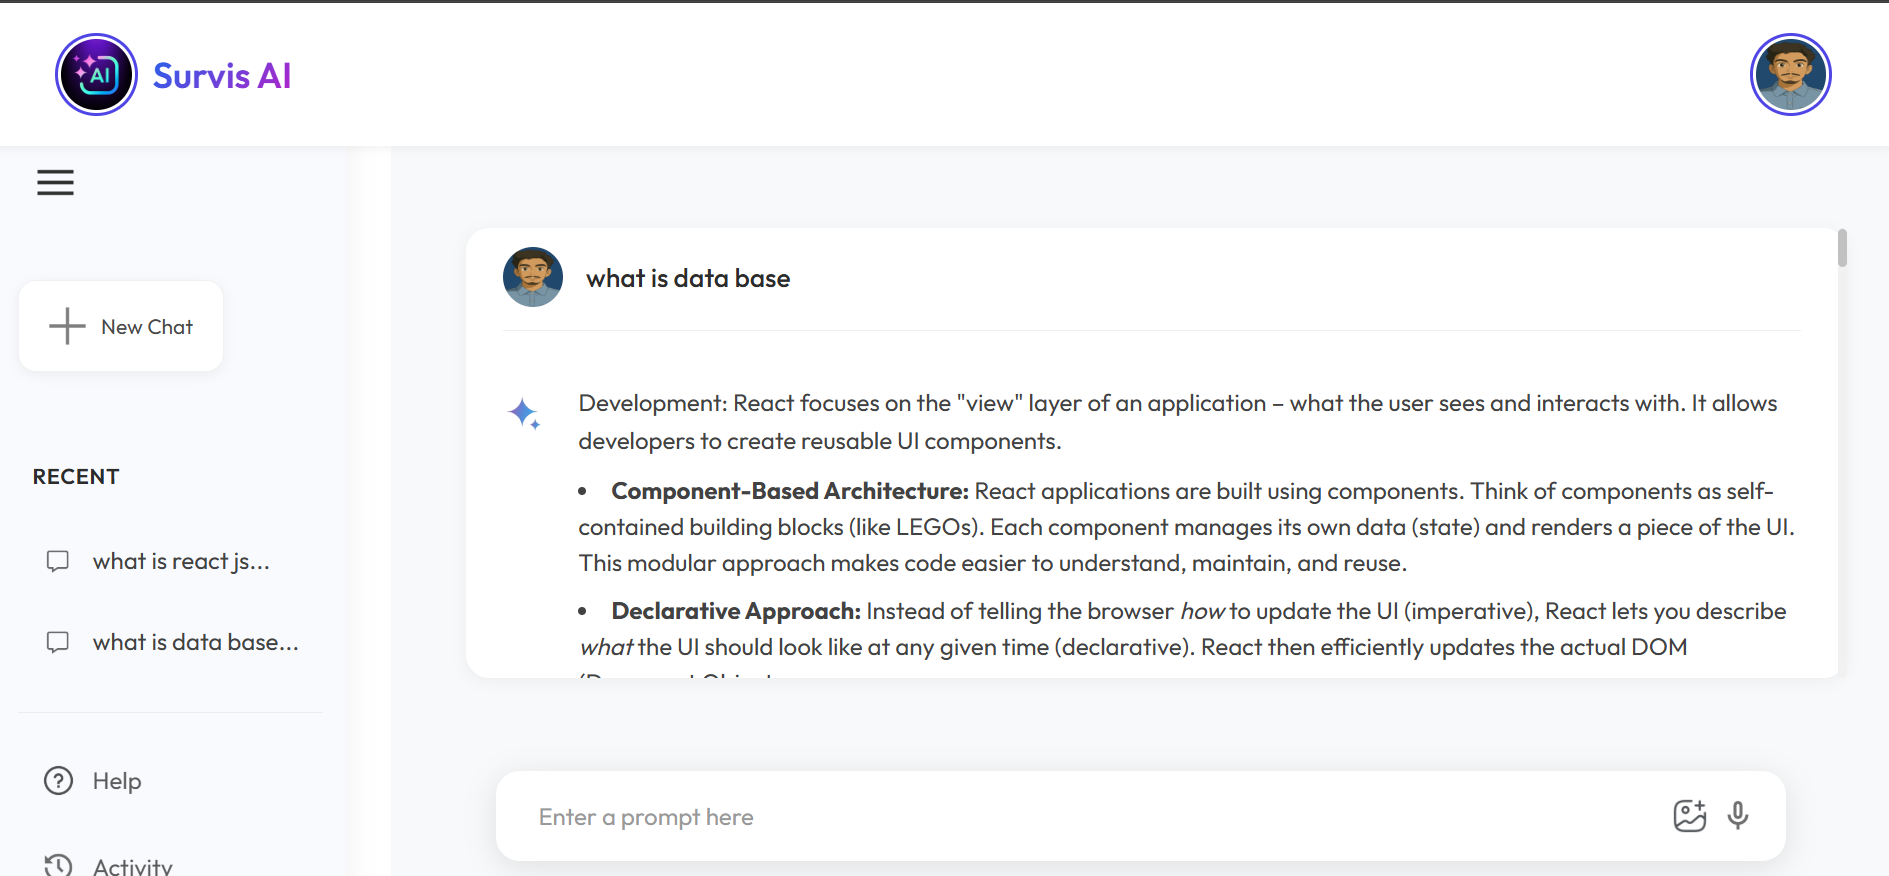 AI Survis AI
New Chat
RECENT
what is react js...
what is data base...
Help
Activity
what is data base
Development: React focuses on the "view" layer of an application – what the user sees and interacts with. It allows
developers to create reusable UI components.
• Component-Based Architecture: React applications are built using components. Think of components as self-
contained building blocks (like LEGOs). Each component manages its own data (state) and renders a piece of the UI.
This modular approach makes code easier to understand, maintain, and reuse.
• Declarative Approach: Instead of telling the browser how to update the UI (imperative), React lets you describe
what the UI should look like at any given time (declarative). React then efficiently updates the actual DOM
Enter a prompt here